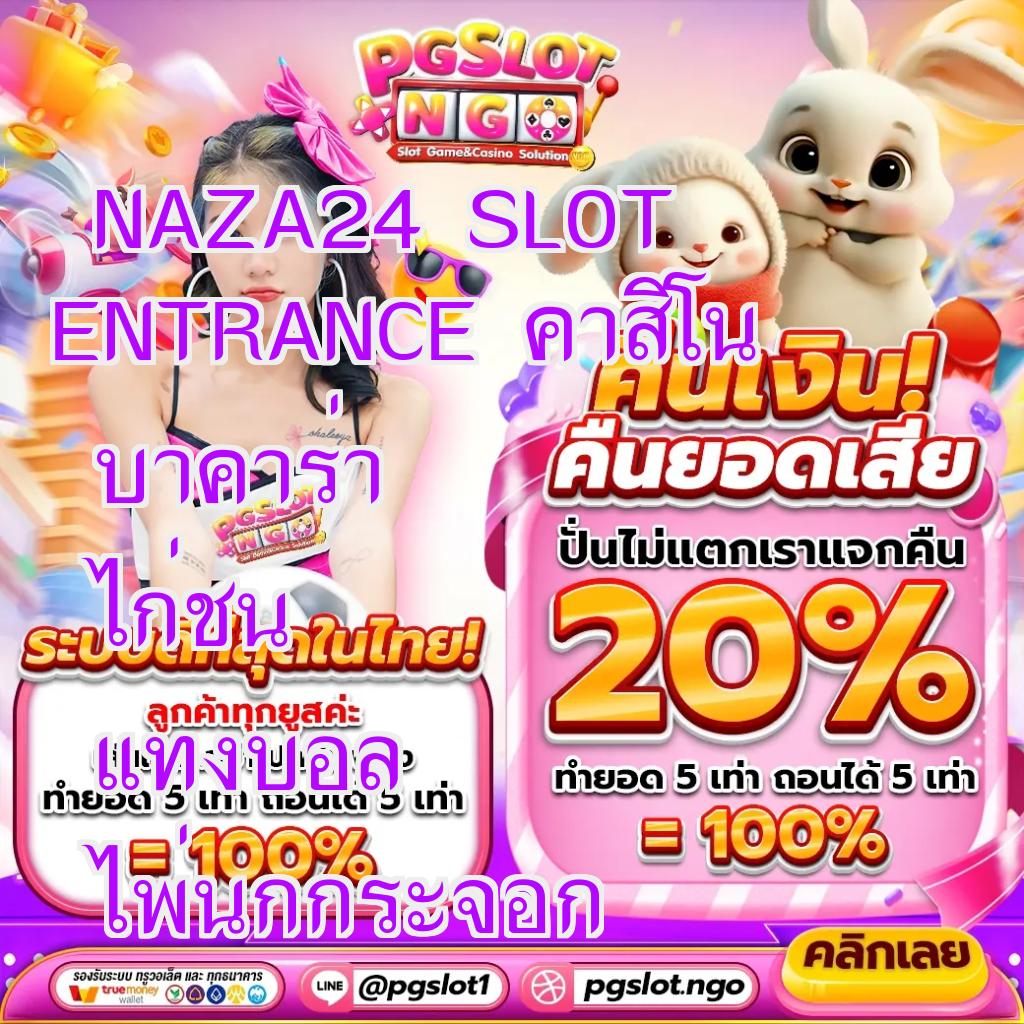 PGSLOT
NGO
Slot Game&Casino Solution
NAZA24 SLOT
ENTRANCE คาสิโน
บาคาร่า
ไก่ชน
แทงบอล
ไพ่นกกระจอก
คืนเงิน!
คืนยอดเสีย
ปั่นไม่แตกเราแจกคืน
20%
ทำยอด 5 เท่า ถอนได้ 5 เท่า
= 100%
PGSLOT
NGO
ระบบดีที่สุดในไทย!
ลูกค้าทุกยูสค่ะ
ทำยอด 5 เท่า ถอนได้ 5 เท่า
= 100%
คลิกเลย
รองรับระบบ ทรูวอเล็ต และ ทุกธนาคาร
truemoney
wallet
LINE @pgslot1
pgslot.ngo